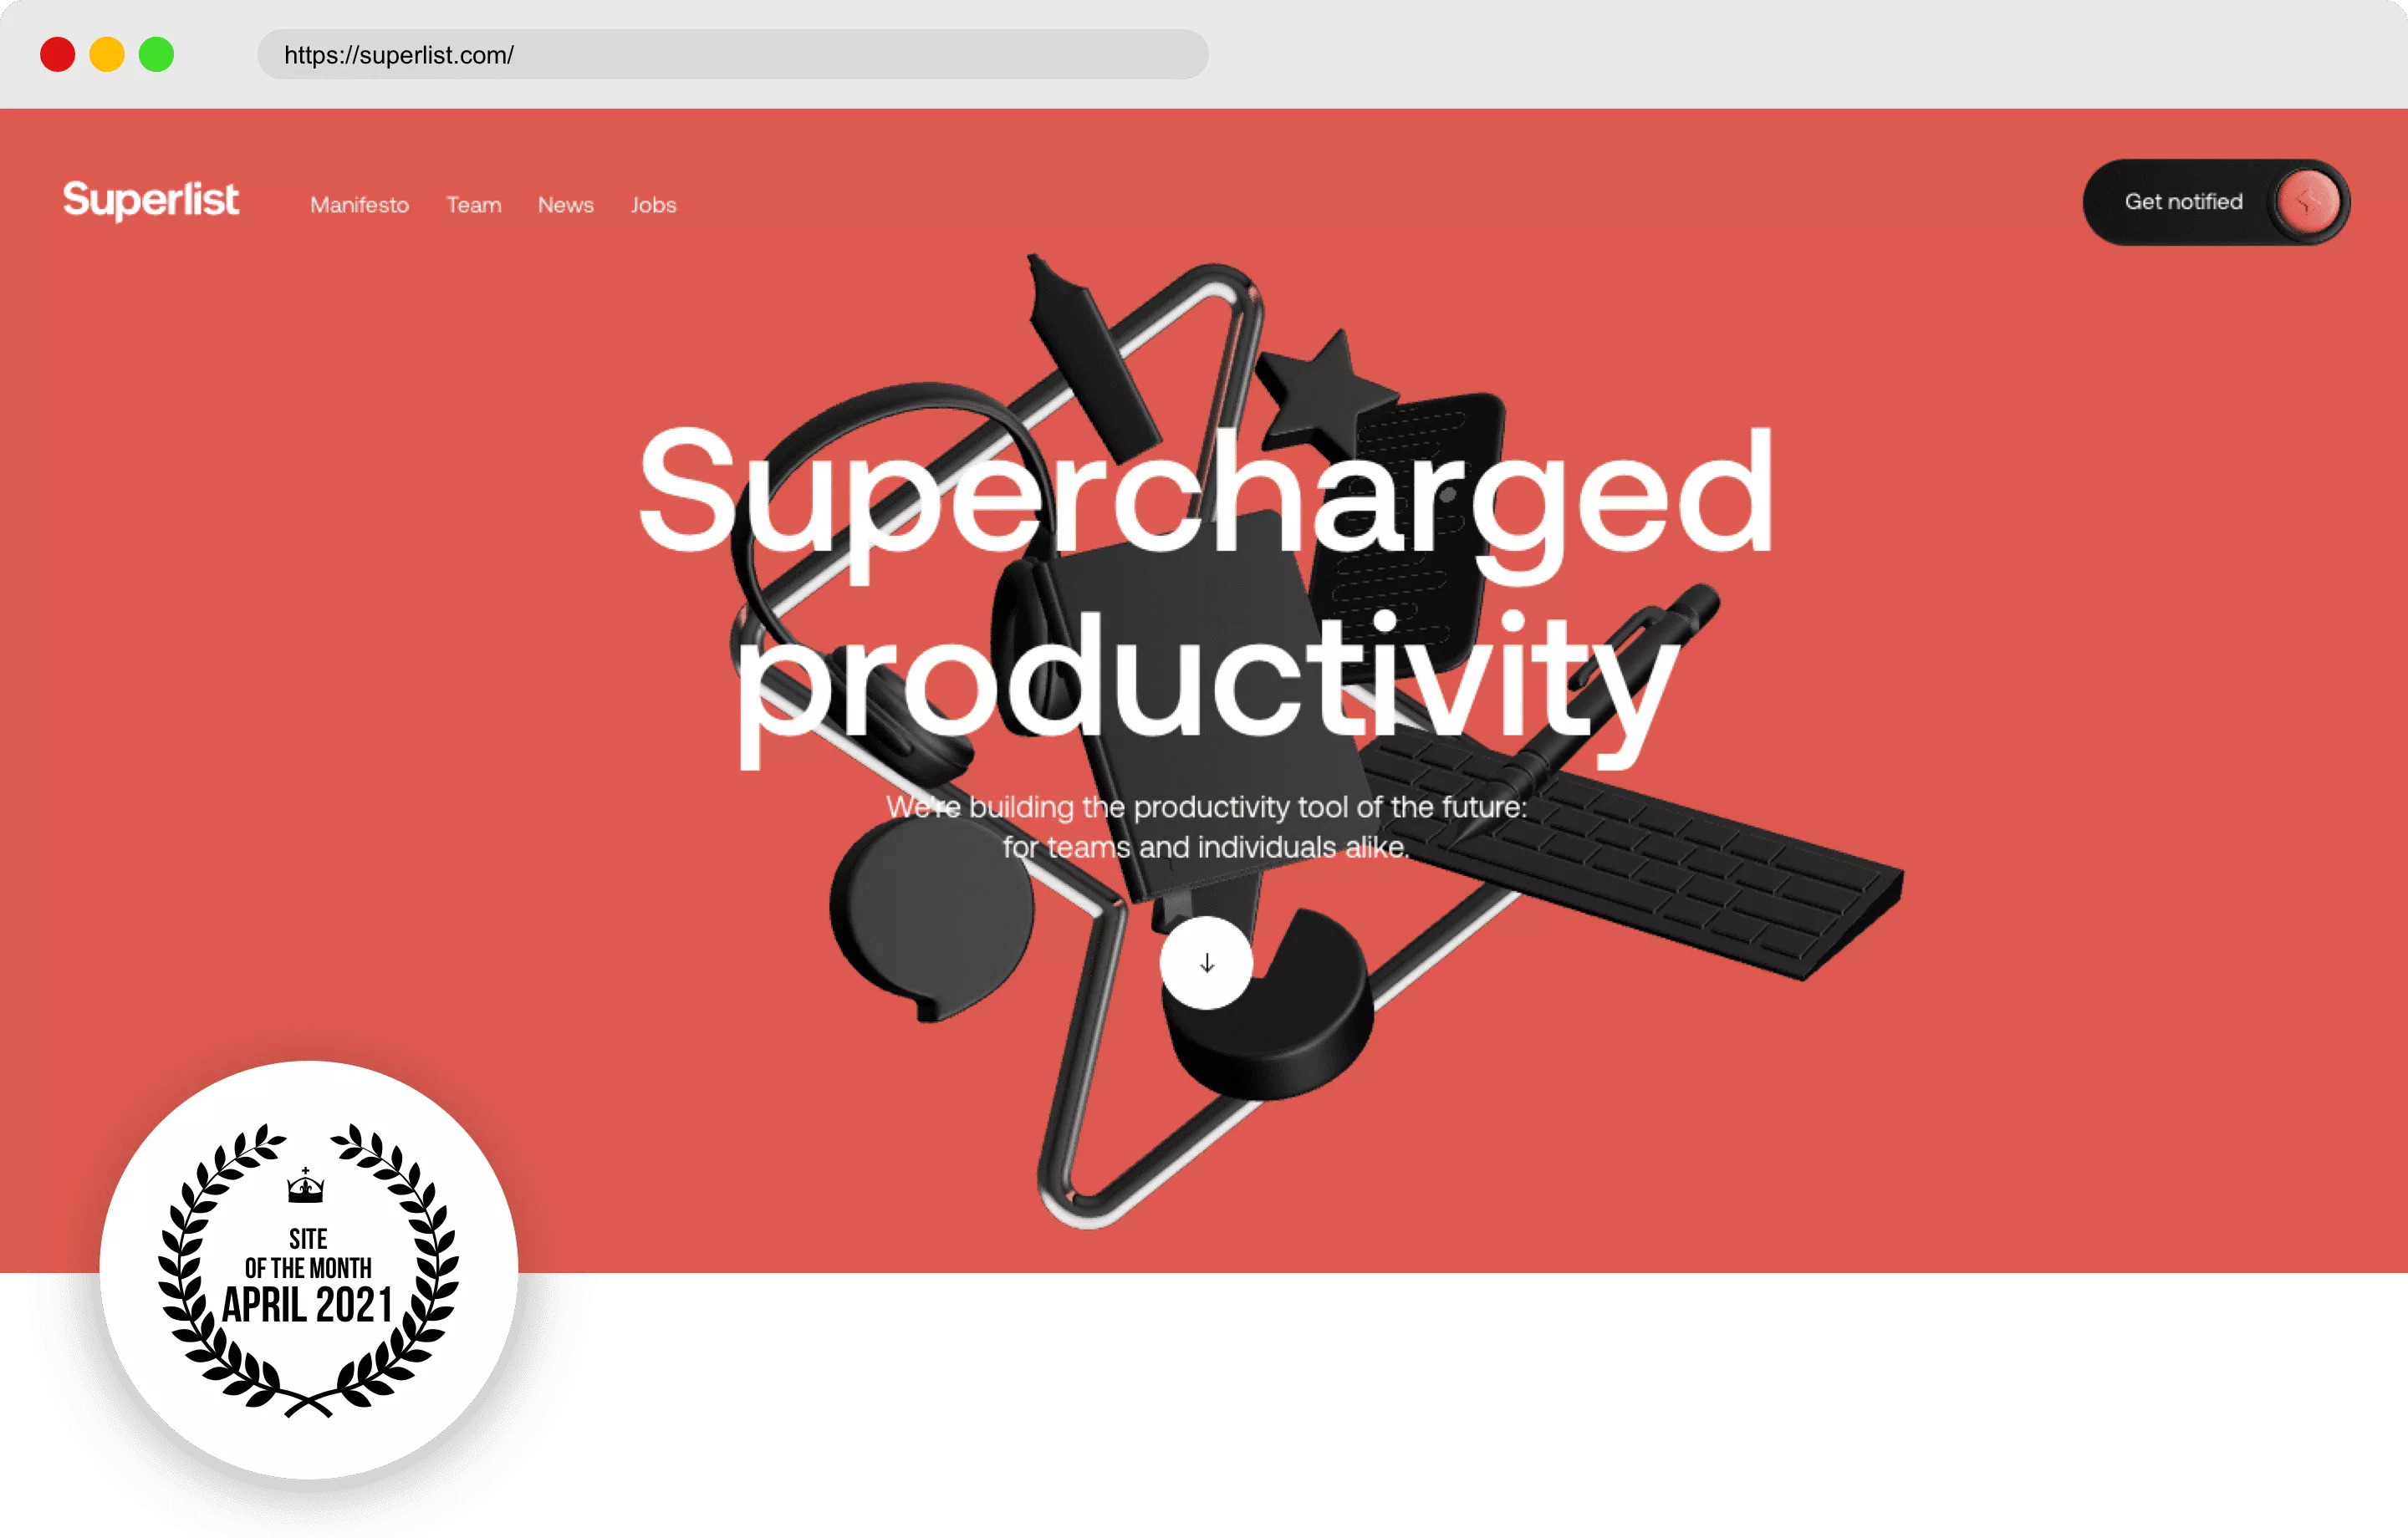 https://superlist.com/
Superlist
Manifesto
Team
News
Jobs
Get notified
Supercharged
productivity
We're building the productivity tool of the future:
for teams and individuals alike.
SITE
OF THE MONTH
APRIL 2021